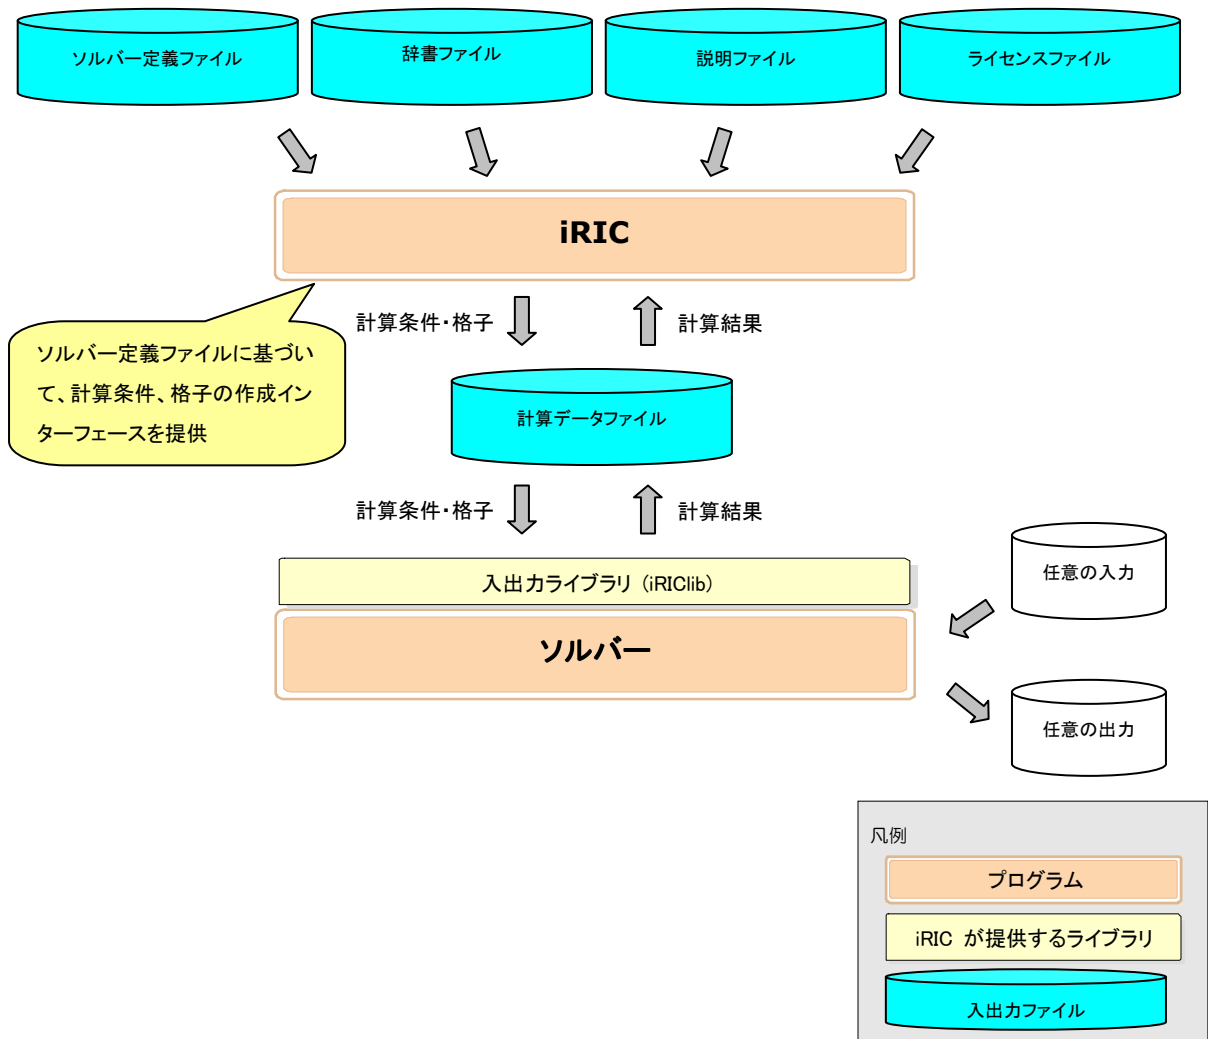 ソルバー定義ファイル
辞書ファイル
説明ファイル
ライセンスファイル
iRIC
計算条件・格子
計算結果
ソルバー定義ファイルに基づい
て、計算条件、格子の作成イン
ターフェースを提供
計算データファイル
計算条件・格子
計算結果
入出力ライブラリ (iRIClib)
ソルバー
任意の入力
任意の出力
凡例
プログラム
iRIC が提供するライブラリ
入出力ファイル